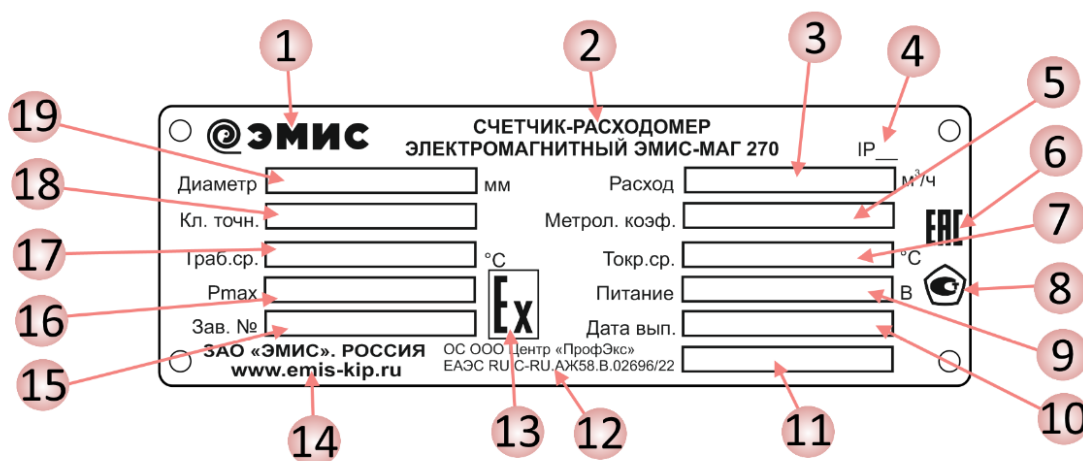 1
2
3
4
5
19
ЭМИС
СЧЕТЧИК-РАСХОДОМЕР
ЭЛЕКТРОМАГНИТНЫЙ ЭМИС-МАГ 270
IP__
6
18
Диаметр
мм
Расход
м³/ч
Кл. точн.
Метрол. коэф.
EAC
7
17
Траб.ср.
°С
Токр.ср.
°С
16
Pmax
Ex
Питание
В
8
Зав. №
Дата вып.
9
15
ЗАО «ЭМИС». РОССИЯ
www.emis-kip.ru
ОС ООО Центр «ПрофЭкс»
ЕАЭС RU C-RU.АЖ58.В.02696/22
10
14
13
12
11